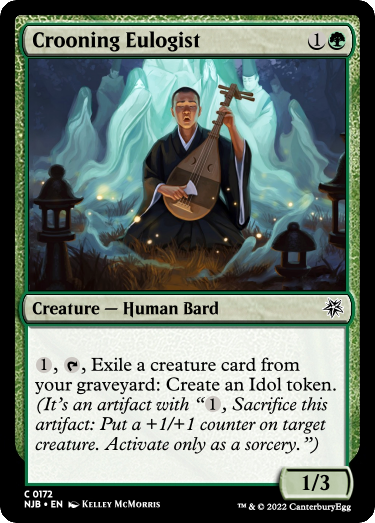 Crooning Eulogist 1
Creature — Human Bard
1, , Exile a creature card from
your graveyard: Create an Idol token.
(It's an artifact with “1, Sacrifice this
artifact: Put a +1/+1 counter on target
creature. Activate only as a sorcery.”)
1/3
C 0172
NJB • EN Kelley McMorris
™ & © 2022 CanterburyEgg